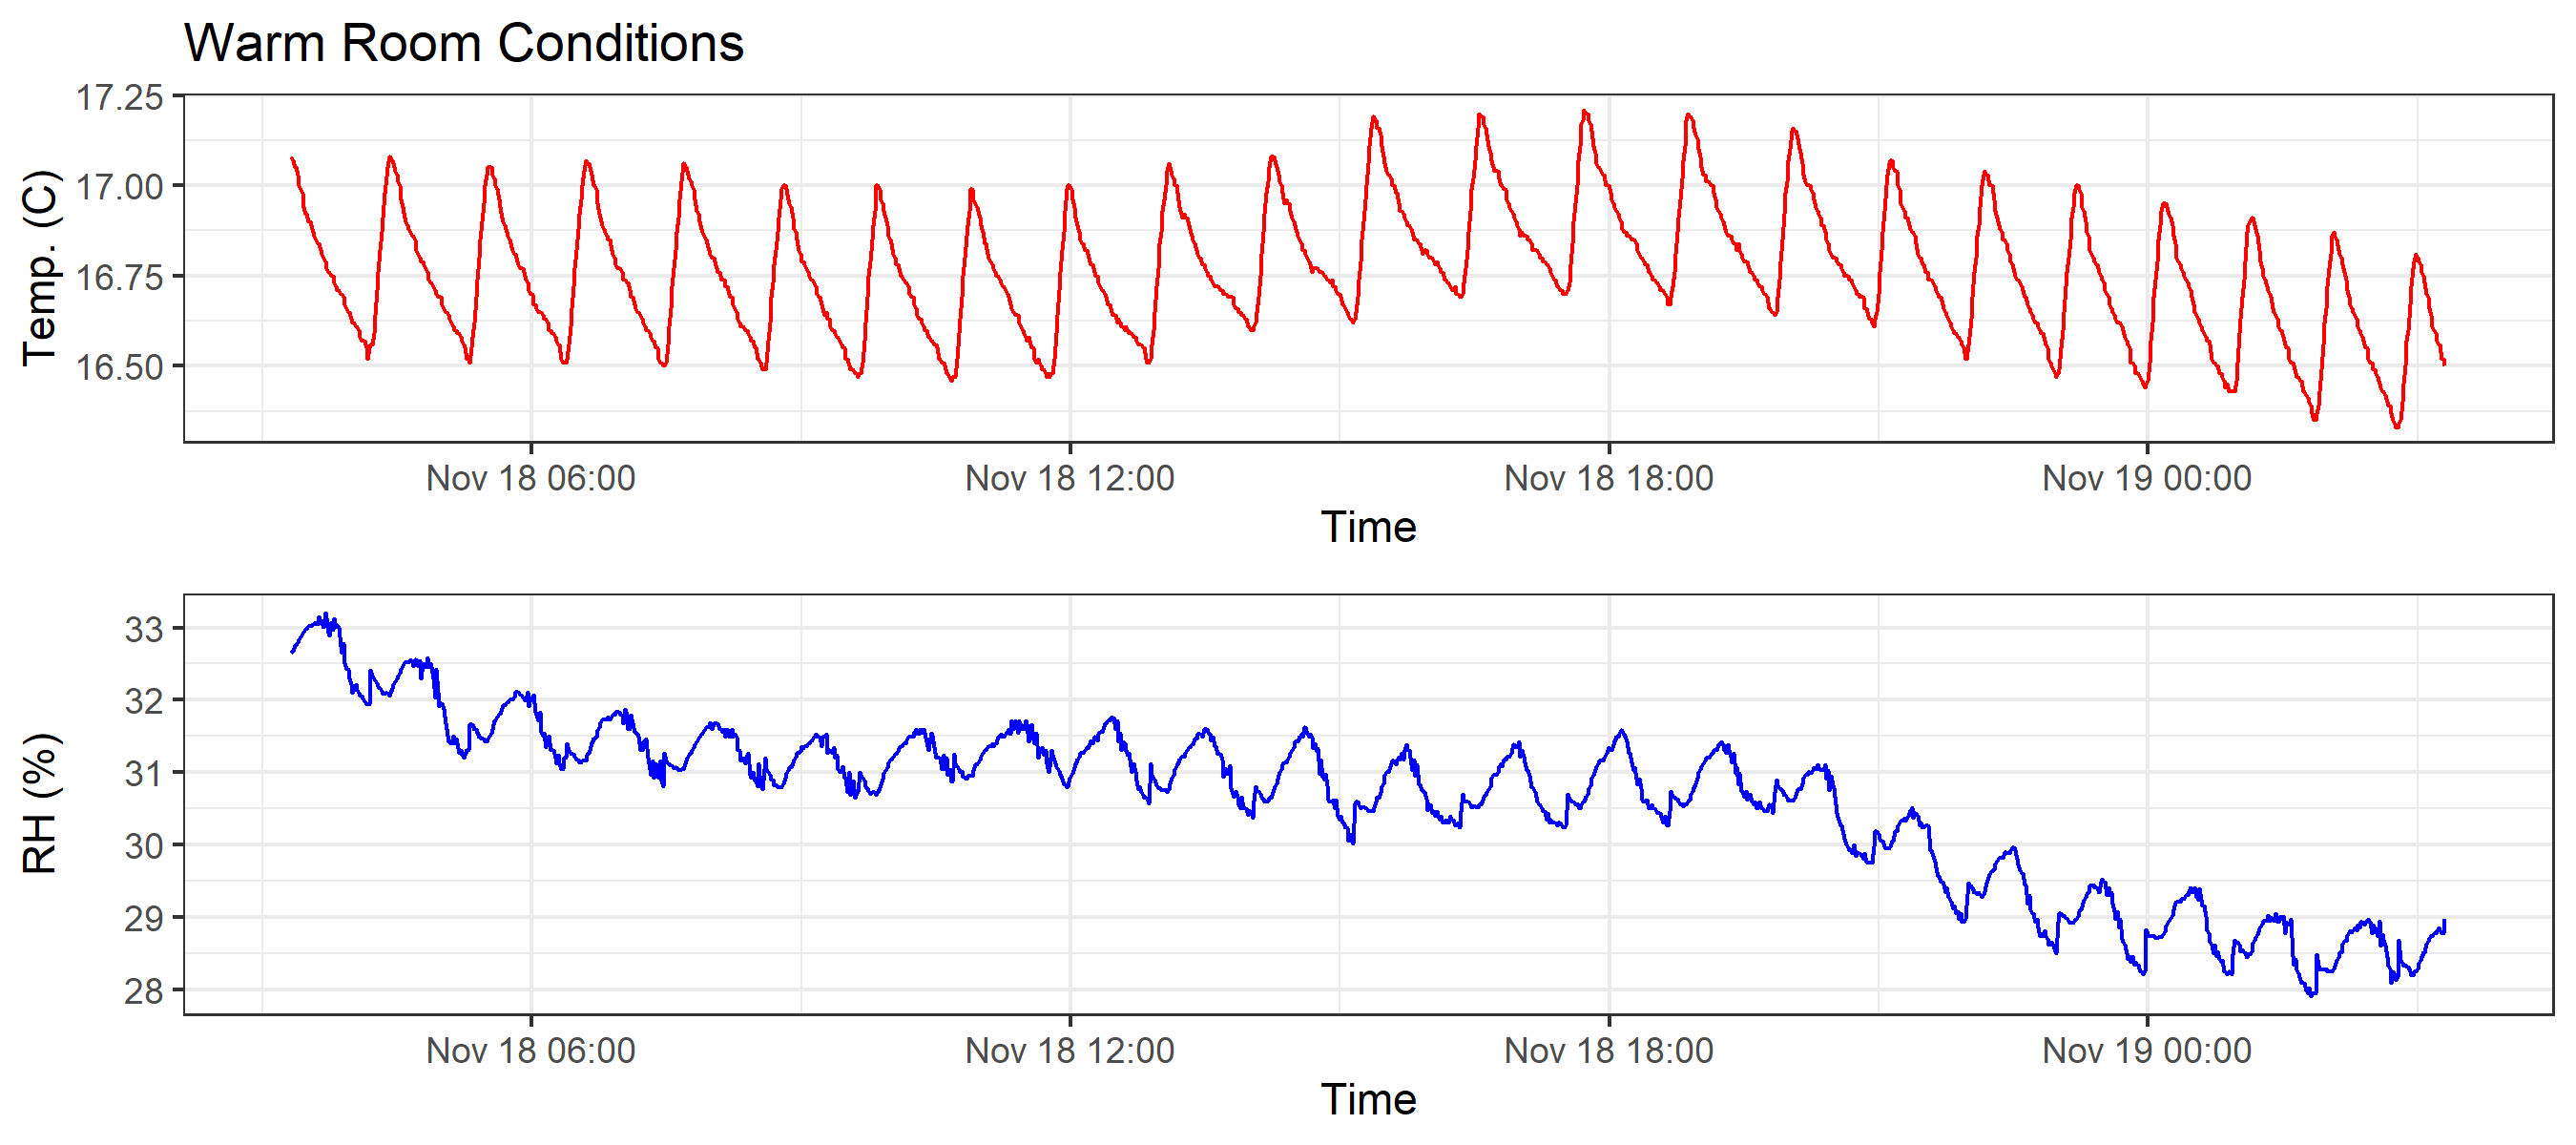 Warm Room Conditions
Temp. (C)
17.25
17.00
16.75
16.50
Nov 18 06:00 Nov 18 12:00 Nov 18 18:00 Nov 19 00:00
Time
RH (%)
33
32
31
30
29
28
Nov 18 06:00 Nov 18 12:00 Nov 18 18:00 Nov 19 00:00
Time